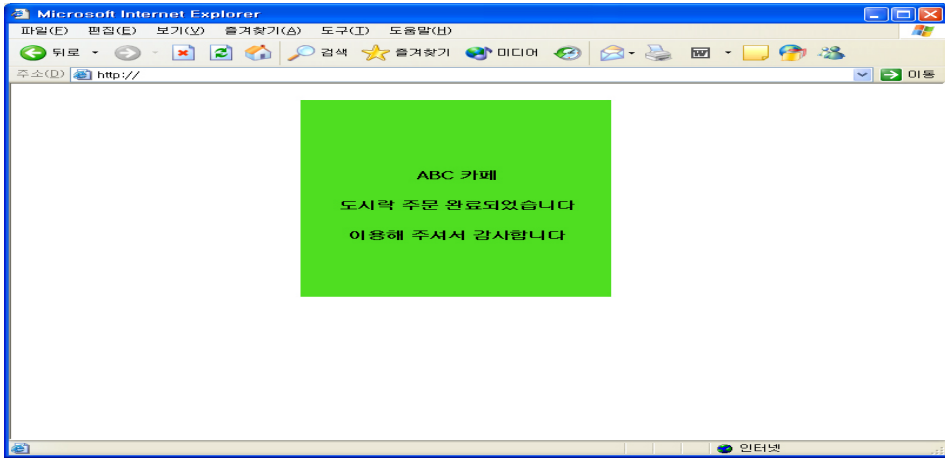 Microsoft Internet Explorer
파일(F) 편집(E) 보기(V) 즐겨찾기(A) 도구(T) 도움말(H)
뒤로 검색 즐겨찾기 미디어
주소(D) http:// 이동
ABC 카페
도시락 주문 완료되었습니다
이용해 주셔서 감사합니다
인터넷